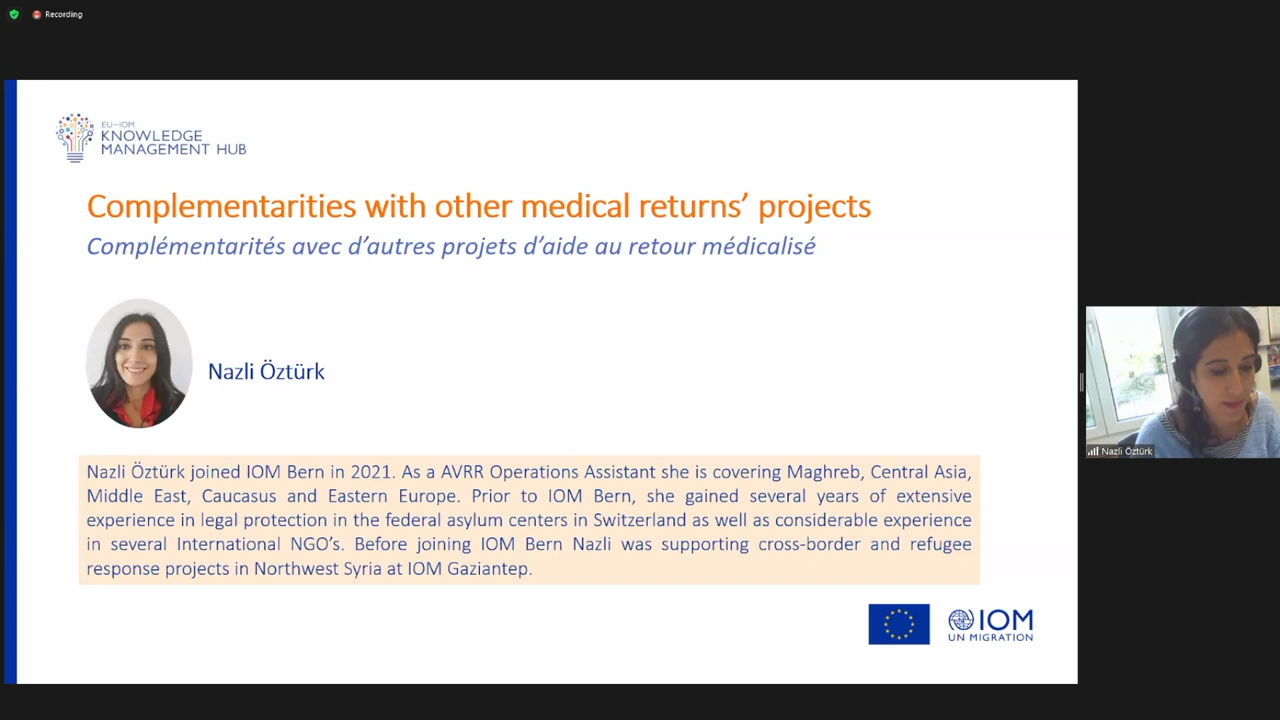 Recording
EU–IOM
KNOWLEDGE
MANAGEMENT HUB
Complementarities with other medical returns’ projects
Complémentarités avec d’autres projets d’aide au retour médicalisé
Nazli Öztürk
Nazli Öztürk joined IOM Bern in 2021. As a AVRR Operations Assistant she is covering Maghreb, Central Asia,
Middle East, Caucasus and Eastern Europe. Prior to IOM Bern, she gained several years of extensive
experience in legal protection in the federal asylum centers in Switzerland as well as considerable experience
in several International NGO’s. Before joining IOM Bern Nazli was supporting cross-border and refugee
response projects in Northwest Syria at IOM Gaziantep.
IOM
UN MIGRATION
Nazli Öztürk